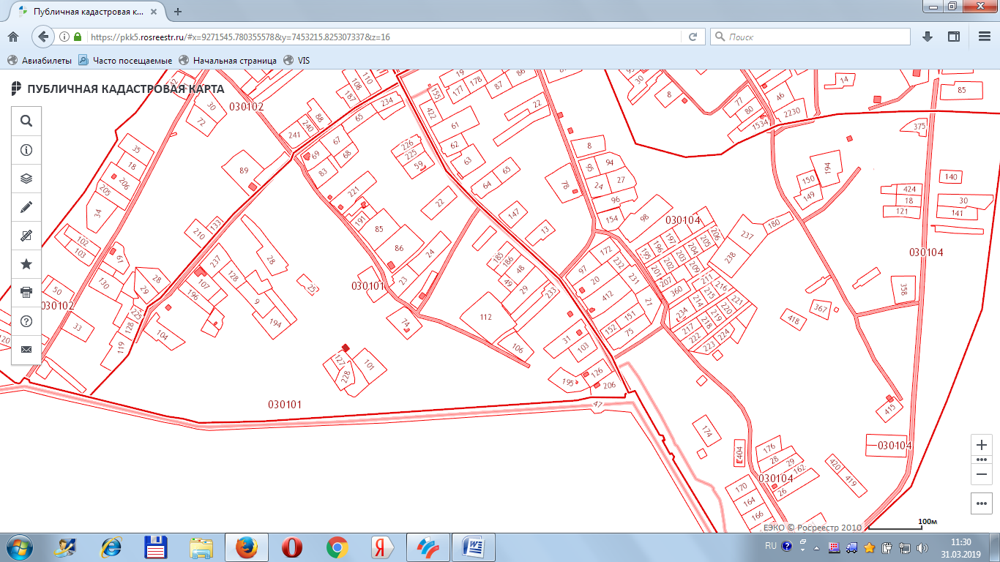 Публичная кадастровая к...
https://pkk5.rosreestr.ru/#x=9271545.780355578&y=7453215.825307337&z=16
Поиск
Авиабилеты Часто посещаемые Начальная страница VIS
ПУБЛИЧНАЯ КАДАСТРОВАЯ КАРТА
42 108 110 19 178 86 87 30 14 85
030102 30 72 187 234 155 177 8 77 80 46 2230
241 240 88 65 422 61 22 1534 375
35 18 206 205 34 89 69 67 68 83 226 225 59 62 63 64 65 8 94 24 27 96 78 150 149 194 140
221 22 147 13 154 98 424 18 121 30 141
102 103 61 210 133 191 85 86 24 030104 180 237 238
28 185 186 48 49 29 233 97 172 195 196 197 205 206 030104
28 29 237 107 128 196 25 030101 23 20 232 231 201 202 203 204 209 207 360 211 216
50 130 9 194 412 21 214 215 220 221 358
030102 33 225 128 119 104 74 112 106 152 151 75 234 217 218 219 222 223 224 418 367
120 127 228 101 31 103 126 195 206
030101 47
415
174 404 176 28 29 162 030104
030104 26 420 419
170 164 166
100м
ЕЭКО © Росреестр 2010
RU
11:30
31.03.2019